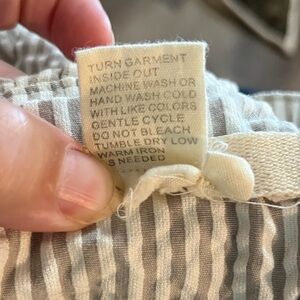 TURN GARMENT
INSIDE OUT
MACHINE WASH OR
HAND WASH COLD
WITH LIKE COLORS
GENTLE CYCLE
DO NOT BLEACH
TUMBLE DRY LOW
WARM IRON
AS NEEDED